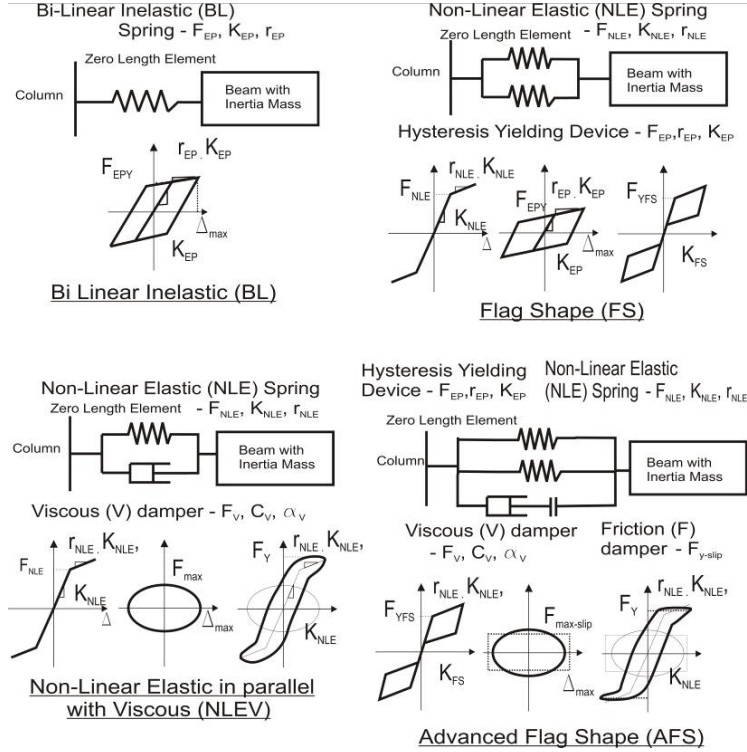 Bi-Linear Inelastic (BL)
Spring - F_EP, K_EP, r_EP
Zero Length Element
Column
Beam with
Inertia Mass
F_EPY
r_EP. K_EP
Δ_max
K_EP
Bi Linear Inelastic (BL)
Non-Linear Elastic (NLE) Spring
- F_NLE, K_NLE, r_NLE
Zero Length Element
Column
Beam with
Inertia Mass
Hysteresis Yielding Device - F_EP, r_EP, K_EP
r_NLE. K_NLE
F_NLE
K_NLE
Δ
r_EP. K_EP
F_EPY
K_EP
Δ_max
F_YFS
K_FS
Flag Shape (FS)
Non-Linear Elastic (NLE) Spring
Zero Length Element - F_NLE, K_NLE, r_NLE
Column
Beam with
Inertia Mass
Viscous (V) damper - F_V, C_V, α_V
r_NLE. K_NLE,
F_NLE
K_NLE
Δ
F_max
Δ_max
F_Y
r_NLE. K_NLE,
K_NLE
Non-Linear Elastic in parallel
with Viscous (NLEV)
Hysteresis Yielding
Device - F_EP, r_EP, K_EP
Non-Linear Elastic
(NLE) Spring - F_NLE, K_NLE, r_NLE
Zero Length Element
Column
Beam with
Inertia Mass
Viscous (V) damper
- F_V, C_V, α_V
Friction (F)
damper - F_y-slip
r_NLE. K_NLE,
F_YFS
K_FS
F_max-slip
Δ_max
r_NLE. K_NLE,
F_Y
K_NLE
Advanced Flag Shape (AFS)